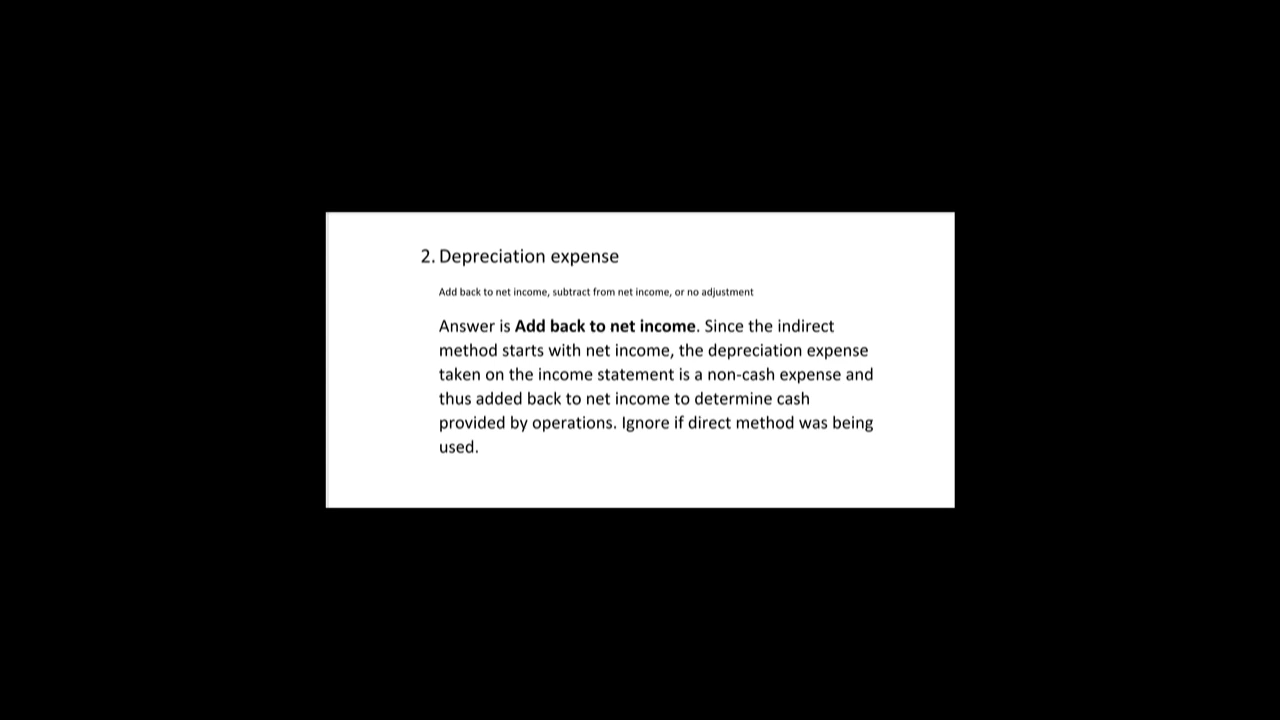 2. Depreciation expense
Add back to net income, subtract from net income, or no adjustment
Answer is Add back to net income. Since the indirect
method starts with net income, the depreciation expense
taken on the income statement is a non-cash expense and
thus added back to net income to determine cash
provided by operations. Ignore if direct method was being
used.